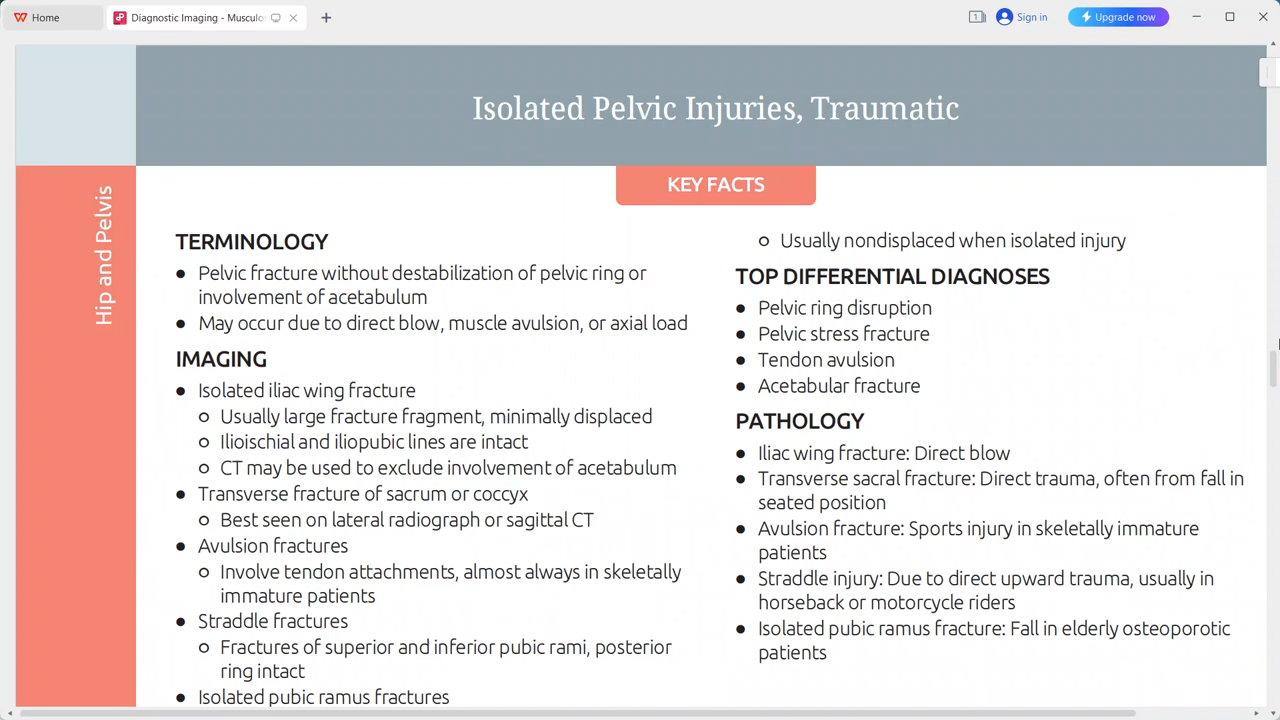 Home
Diagnostic Imaging - Musculo
1
Sign in
Upgrade now
Isolated Pelvic Injuries, Traumatic
Hip and Pelvis
KEY FACTS
TERMINOLOGY
● Pelvic fracture without destabilization of pelvic ring or
involvement of acetabulum
● May occur due to direct blow, muscle avulsion, or axial load
IMAGING
● Isolated iliac wing fracture
○ Usually large fracture fragment, minimally displaced
○ Ilioischial and iliopubic lines are intact
○ CT may be used to exclude involvement of acetabulum
● Transverse fracture of sacrum or coccyx
○ Best seen on lateral radiograph or sagittal CT
● Avulsion fractures
○ Involve tendon attachments, almost always in skeletally
immature patients
● Straddle fractures
○ Fractures of superior and inferior pubic rami, posterior
ring intact
● Isolated pubic ramus fractures
○ Usually nondisplaced when isolated injury
TOP DIFFERENTIAL DIAGNOSES
● Pelvic ring disruption
● Pelvic stress fracture
● Tendon avulsion
● Acetabular fracture
PATHOLOGY
● Iliac wing fracture: Direct blow
● Transverse sacral fracture: Direct trauma, often from fall in
seated position
● Avulsion fracture: Sports injury in skeletally immature
patients
● Straddle injury: Due to direct upward trauma, usually in
horseback or motorcycle riders
● Isolated pubic ramus fracture: Fall in elderly osteoporotic
patients